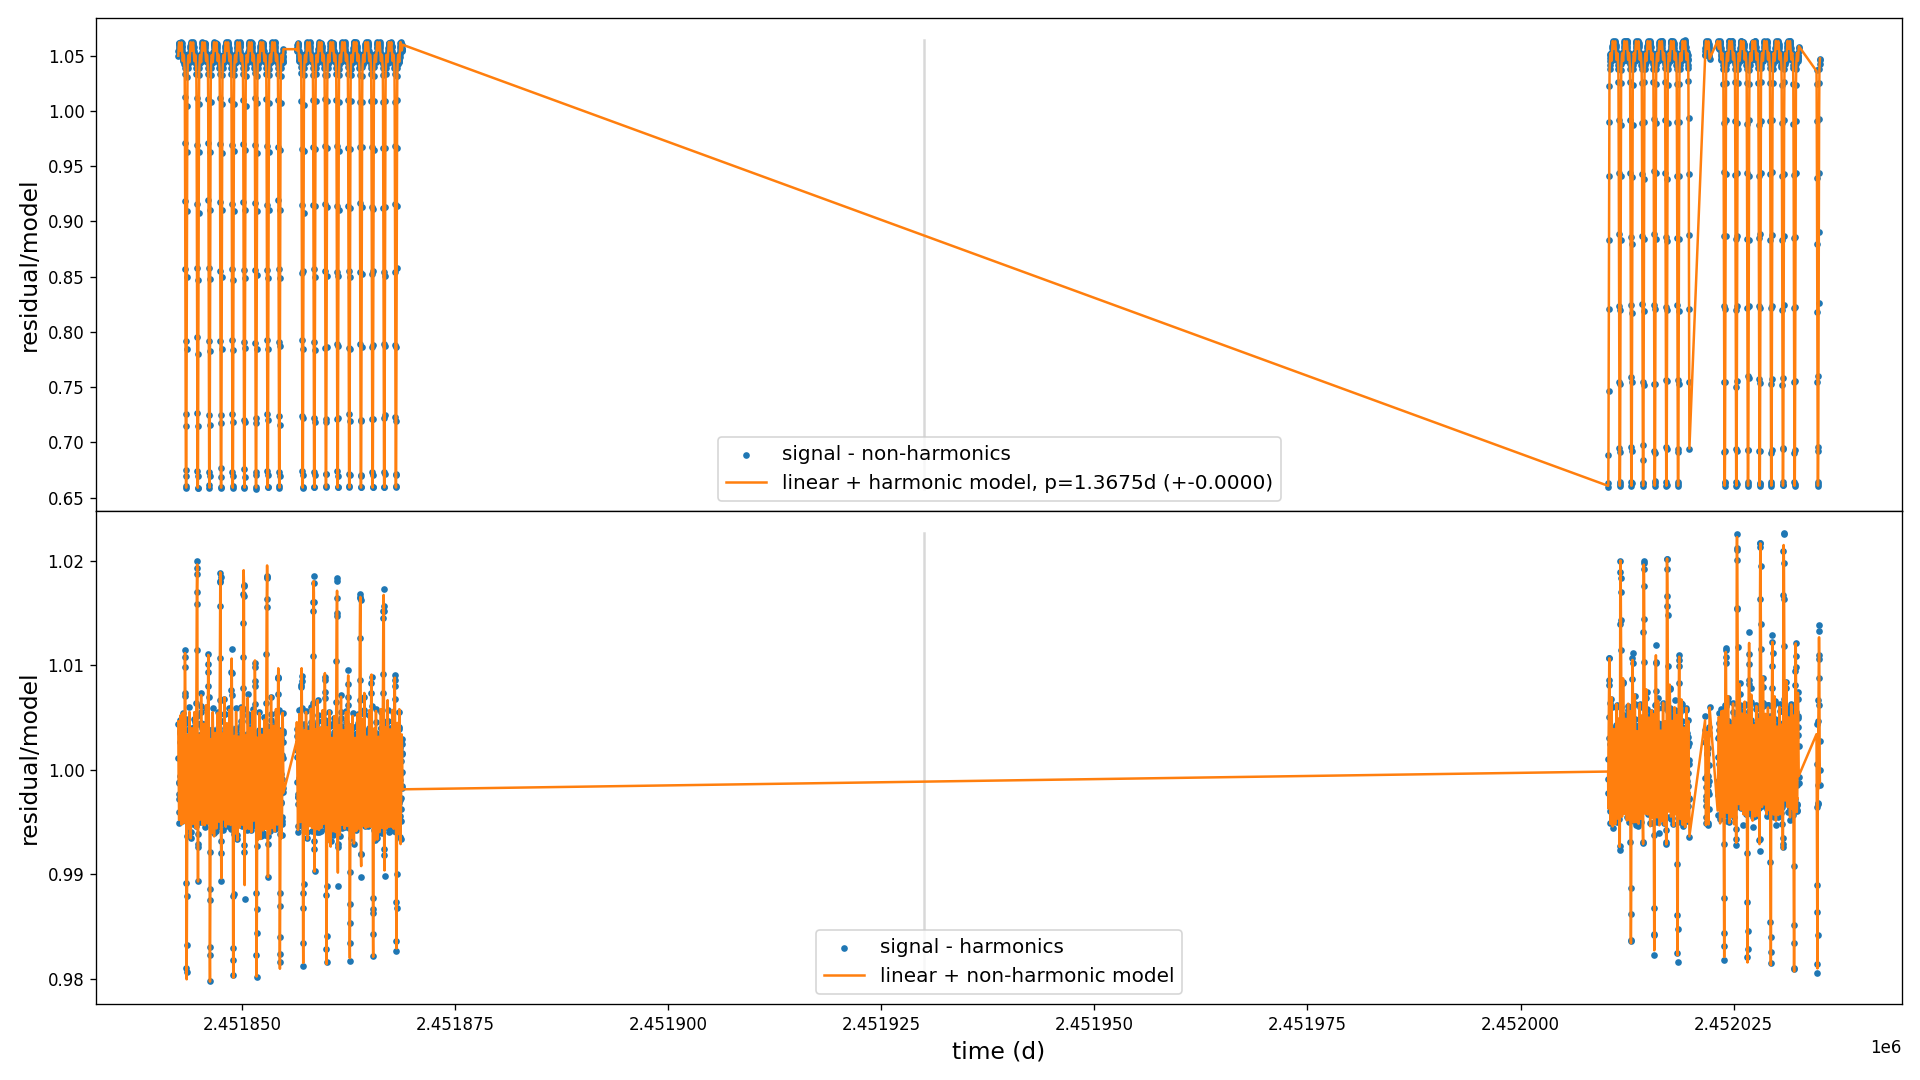 1.05
1.00
0.95
0.90
0.85
0.80
0.75
0.70
0.65
residual/model
signal - non-harmonics
linear + harmonic model, p=1.3675d (+-0.0000)
1.02
1.01
1.00
0.99
0.98
residual/model
signal - harmonics
linear + non-harmonic model
2.451850 2.451875 2.451900 2.451925 2.451950 2.451975 2.452000 2.452025
1e6
time (d)